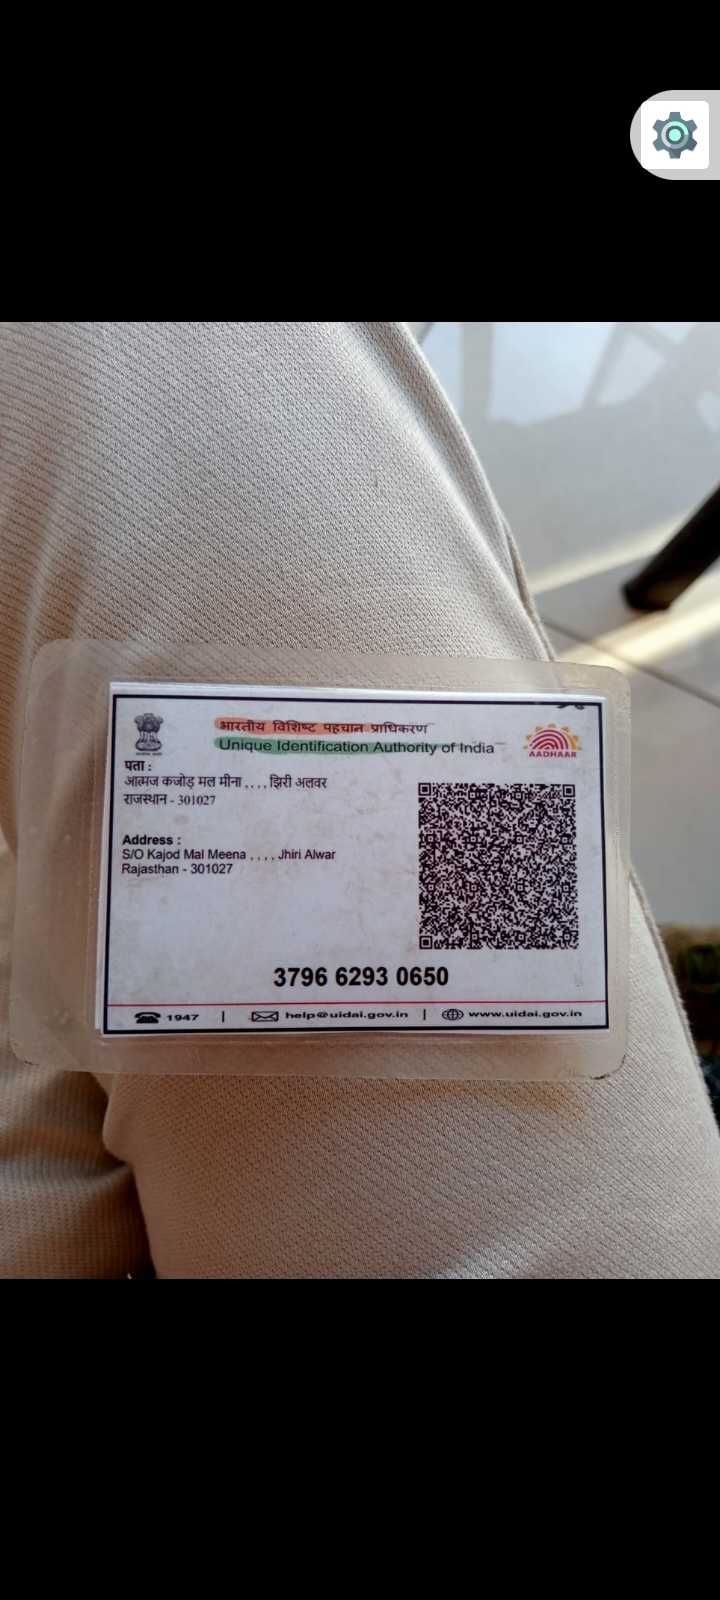 भारतीय विशिष्ट पहचान प्राधिकरण
Unique Identification Authority of India
AADHAAR
पता :
आत्मज कजोड़ मल मीना . . . . झिरी अलवर
राजस्थान - 301027
Address :
S/O Kajod Mal Meena . . . . Jhiri Alwar
Rajasthan - 301027
3796 6293 0650
1947 | help@uidai.gov.in | www.uidai.gov.in